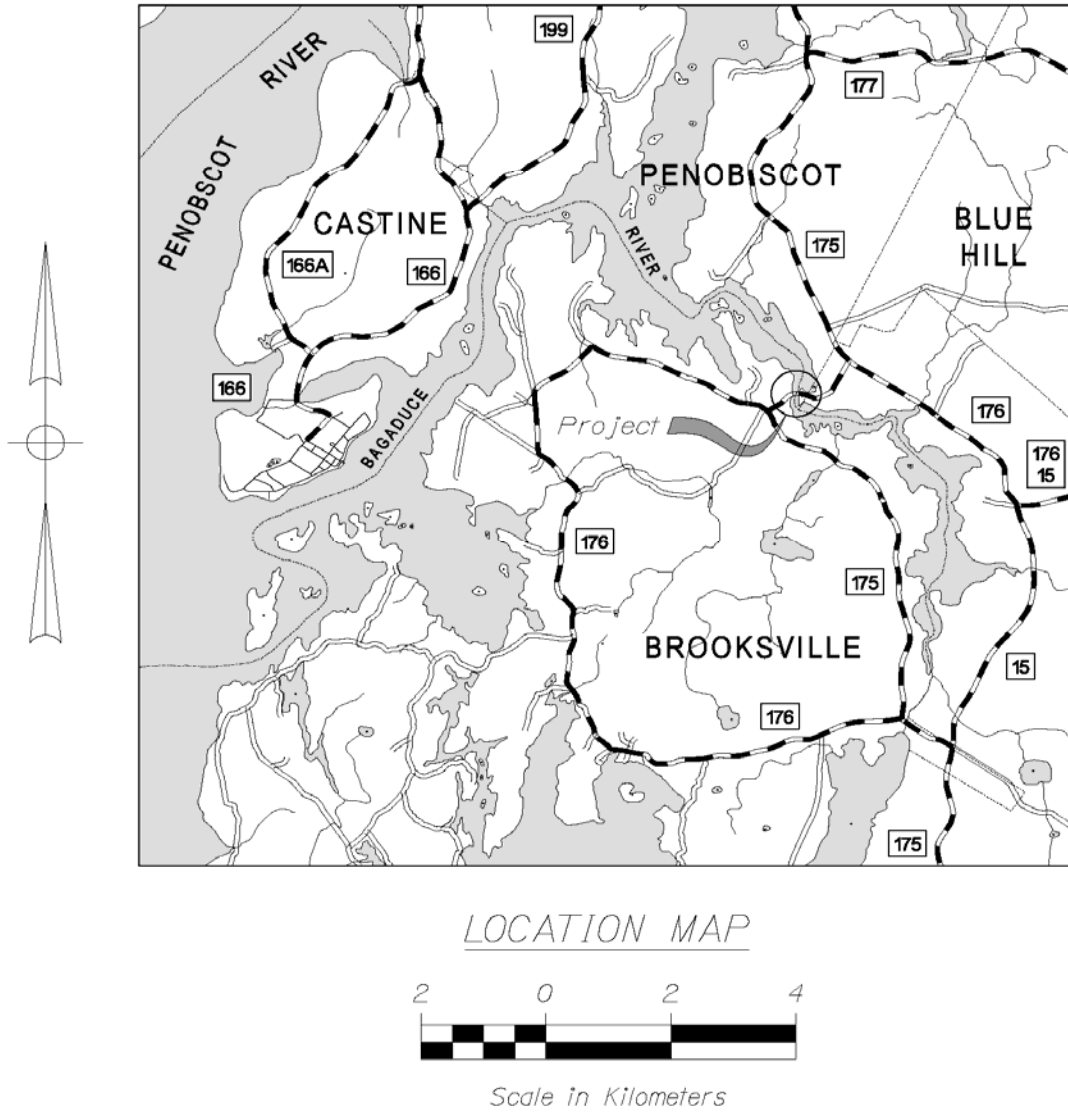 199
RIVER
177
PENOBSCOT
PENOBSCOT
CASTINE
BLUE
HILL
RIVER
175
166A
166
166
BAGADUCE
Project
176
176
15
176
175
BROOKSVILLE
15
176
175
LOCATION MAP
2 0 2 4
Scale in Kilometers